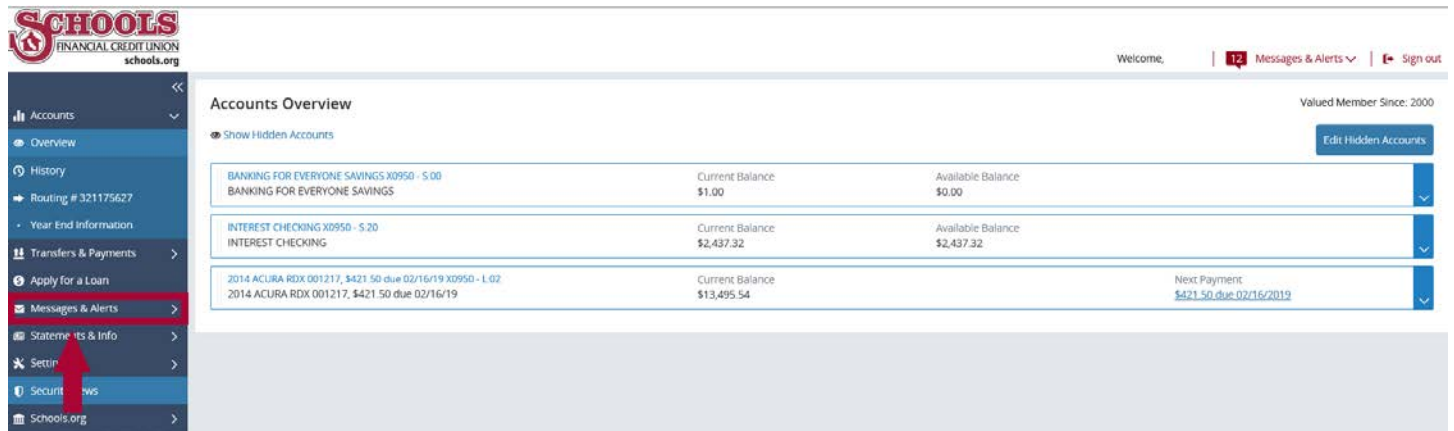 SCHOOLS
FINANCIAL CREDIT UNION
schools.org
Welcome,
12 Messages & Alerts
Sign out
Accounts
Overview
History
Routing # 321175627
Year End Information
Transfers & Payments
Apply for a Loan
Messages & Alerts
Statements & Info
Schools.org
Accounts Overview
Valued Member Since: 2000
Show Hidden Accounts
Edit Hidden Accounts
BANKING FOR EVERYONE SAVINGS X0950 - S:00
BANKING FOR EVERYONE SAVINGS
Current Balance
$1.00
Available Balance
$0.00
INTEREST CHECKING X0950 - S:20
INTEREST CHECKING
Current Balance
$2,437.32
Available Balance
$2,437.32
2014 ACURA RDX 001217, $421.50 due 02/16/19 X0950 - L:02
2014 ACURA RDX 001217, $421.50 due 02/16/19
Current Balance
$13,495.54
Next Payment
$421.50 due 02/16/2019